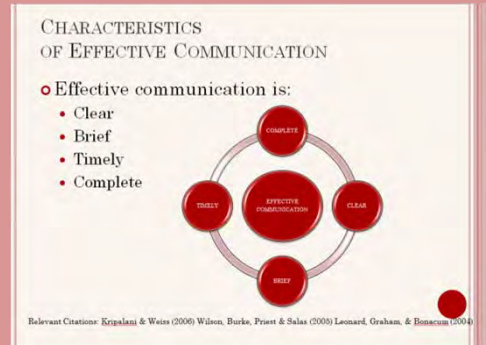 CHARACTERISTICS
OF EFFECTIVE COMMUNICATION
Effective communication is:
Clear
Brief
Timely
Complete
COMPLETE
TIMELY
EFFECTIVE
COMMUNICATION
CLEAR
BRIEF
Relevant Citations: Kripalani & Weiss (2006) Wilson, Burke, Priest & Salas (2005) Leonard, Graham, & Bonacum (2004)